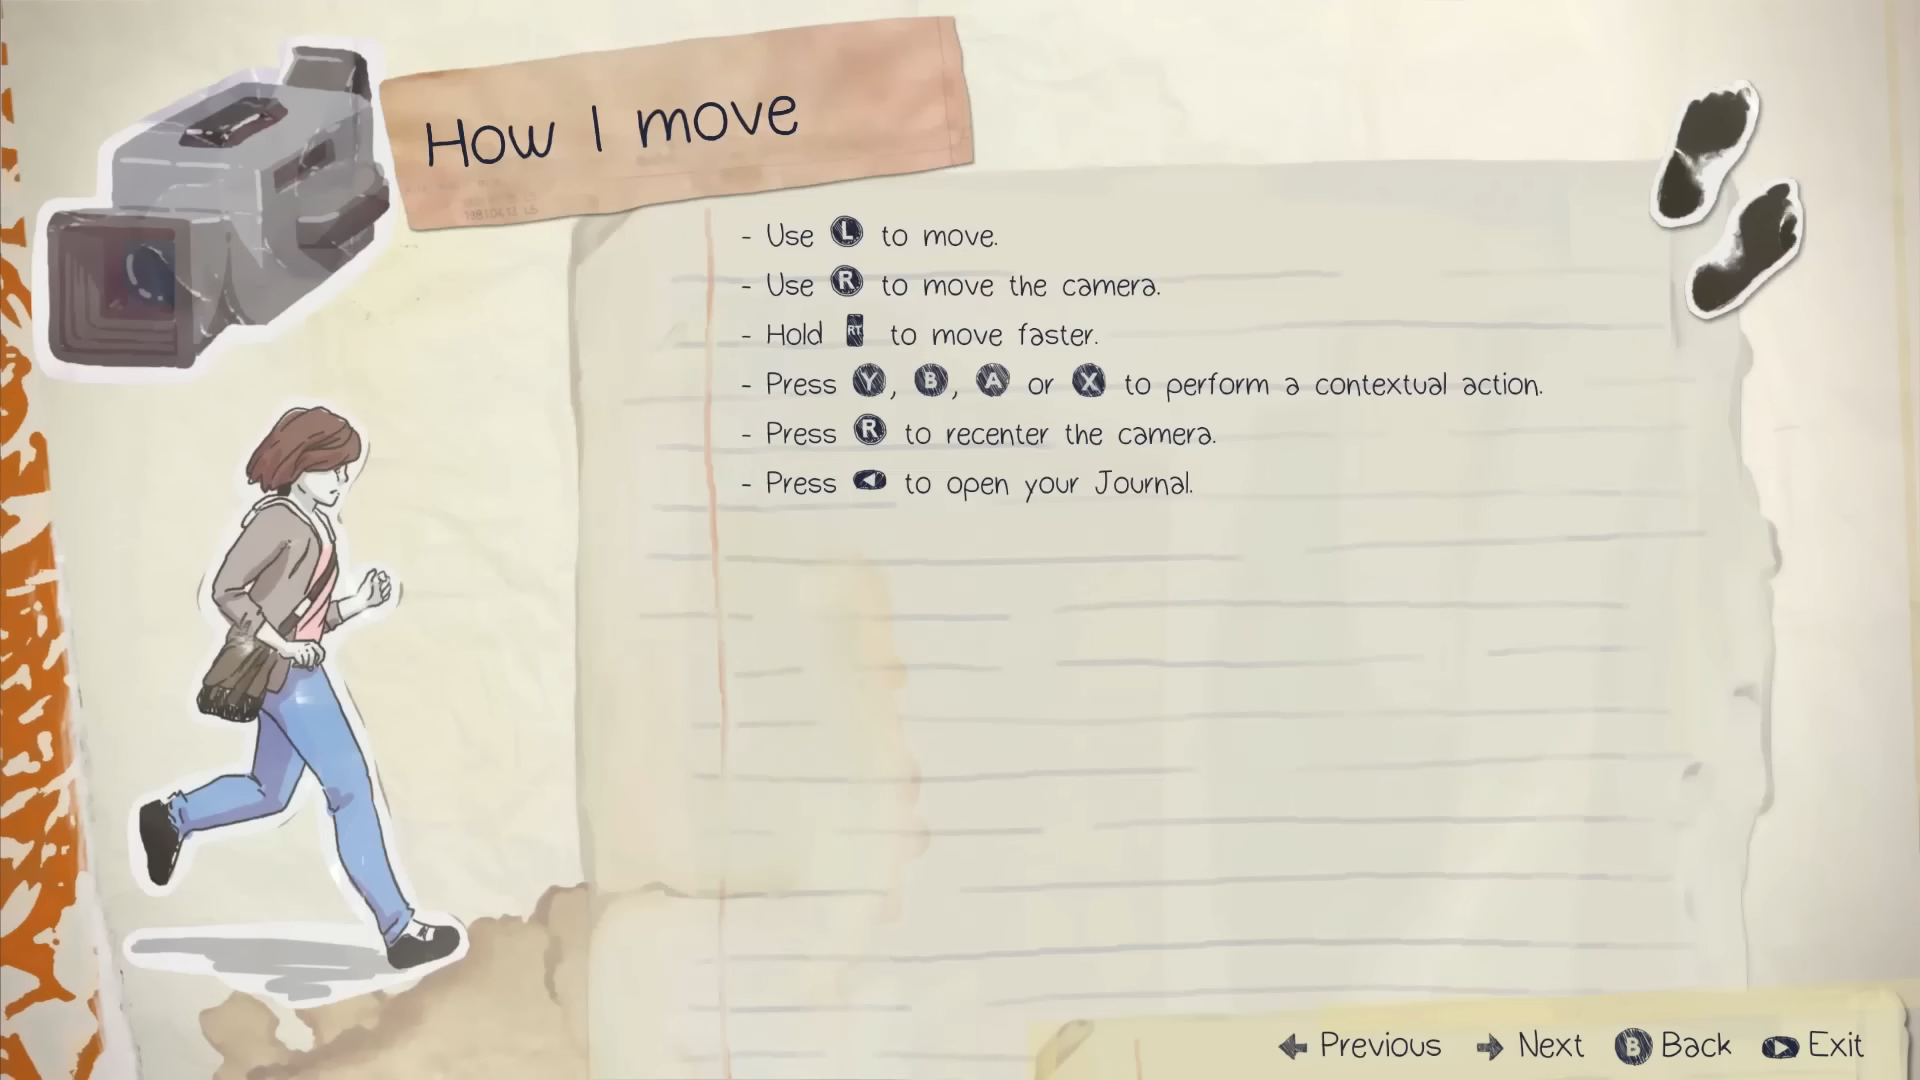 How I move
- Use L to move.
- Use R to move the camera.
- Hold RT to move faster.
- Press Y, B, A or X to perform a contextual action.
- Press R to recenter the camera.
- Press to open your Journal.
Previous Next B Back Exit